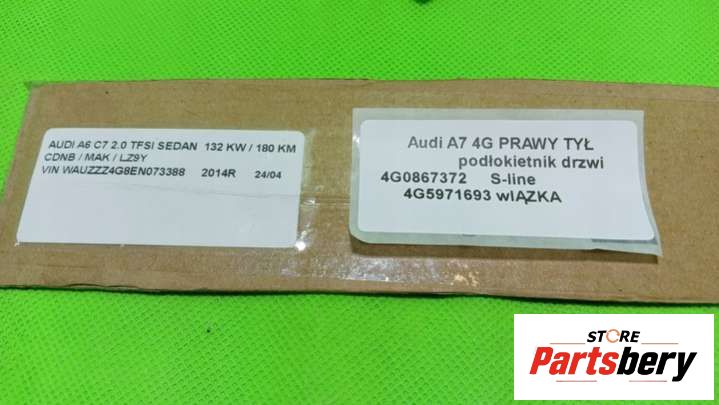 AUDI A6 C7 2.0 TFSI SEDAN 132 KW / 180 KM
CDNB / MAK / LZ9Y
VIN WAUZZZ4G8EN073388 2014R 24/04
Audi A7 4G PRAWY TYŁ
podłokietnik drzwi
4G0867372 S-line
4G5971693 wIĄZKA
STORE
Partsbery